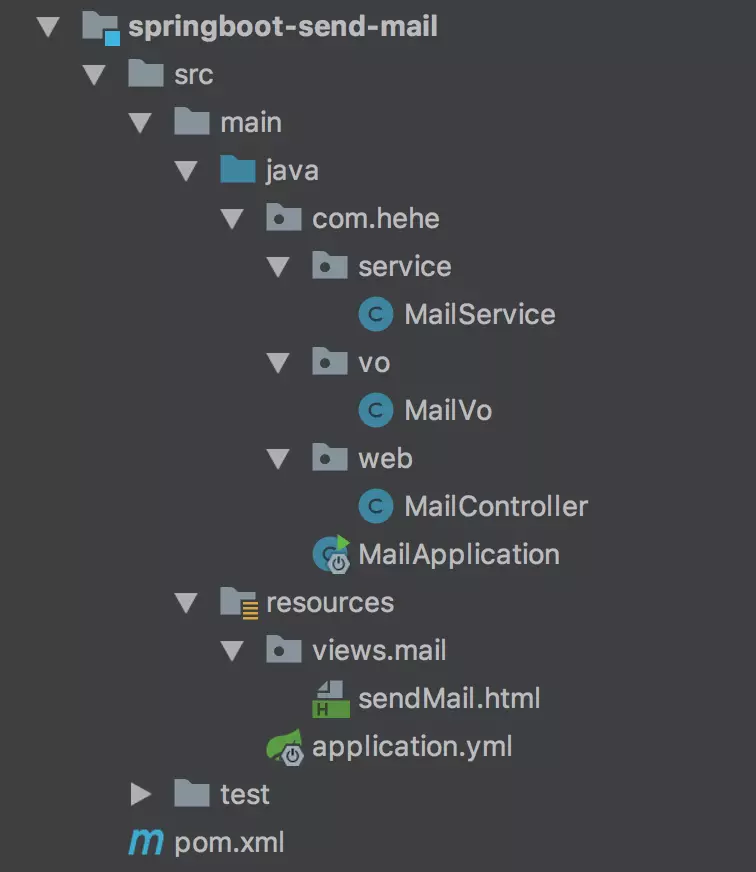 springboot-send-mail
src
main
java
com.hehe
service
C MailService
vo
C MailVo
web
C MailController
C MailApplication
resources
views.mail
H sendMail.html
application.yml
test
m pom.xml